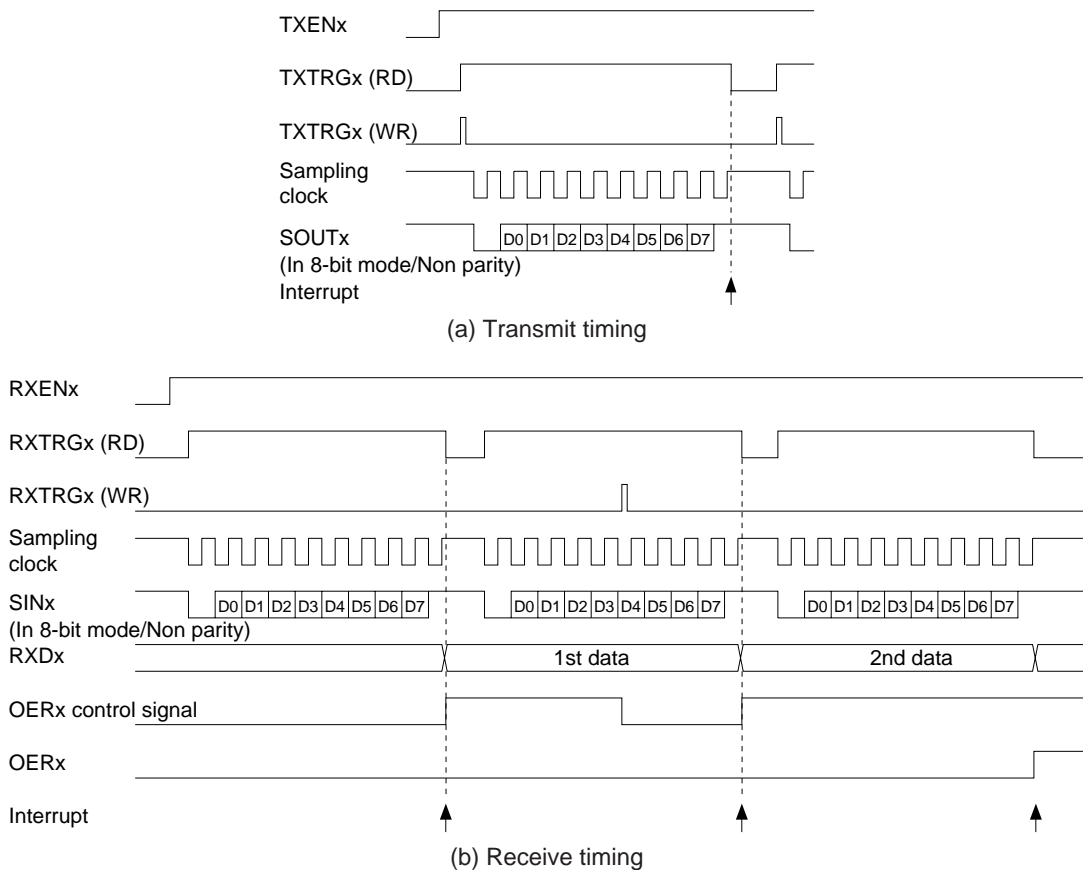 TXENx
TXTRGx (RD)
TXTRGx (WR)
Sampling
clock
SOUTx
D0 D1 D2 D3 D4 D5 D6 D7
(In 8-bit mode/Non parity)
Interrupt
(a) Transmit timing
RXENx
RXTRGx (RD)
RXTRGx (WR)
Sampling
clock
SINx
D0 D1 D2 D3 D4 D5 D6 D7 D0 D1 D2 D3 D4 D5 D6 D7 D0 D1 D2 D3 D4 D5 D6 D7
(In 8-bit mode/Non parity)
RXDx 1st data 2nd data
OERx control signal
OERx
Interrupt
(b) Receive timing